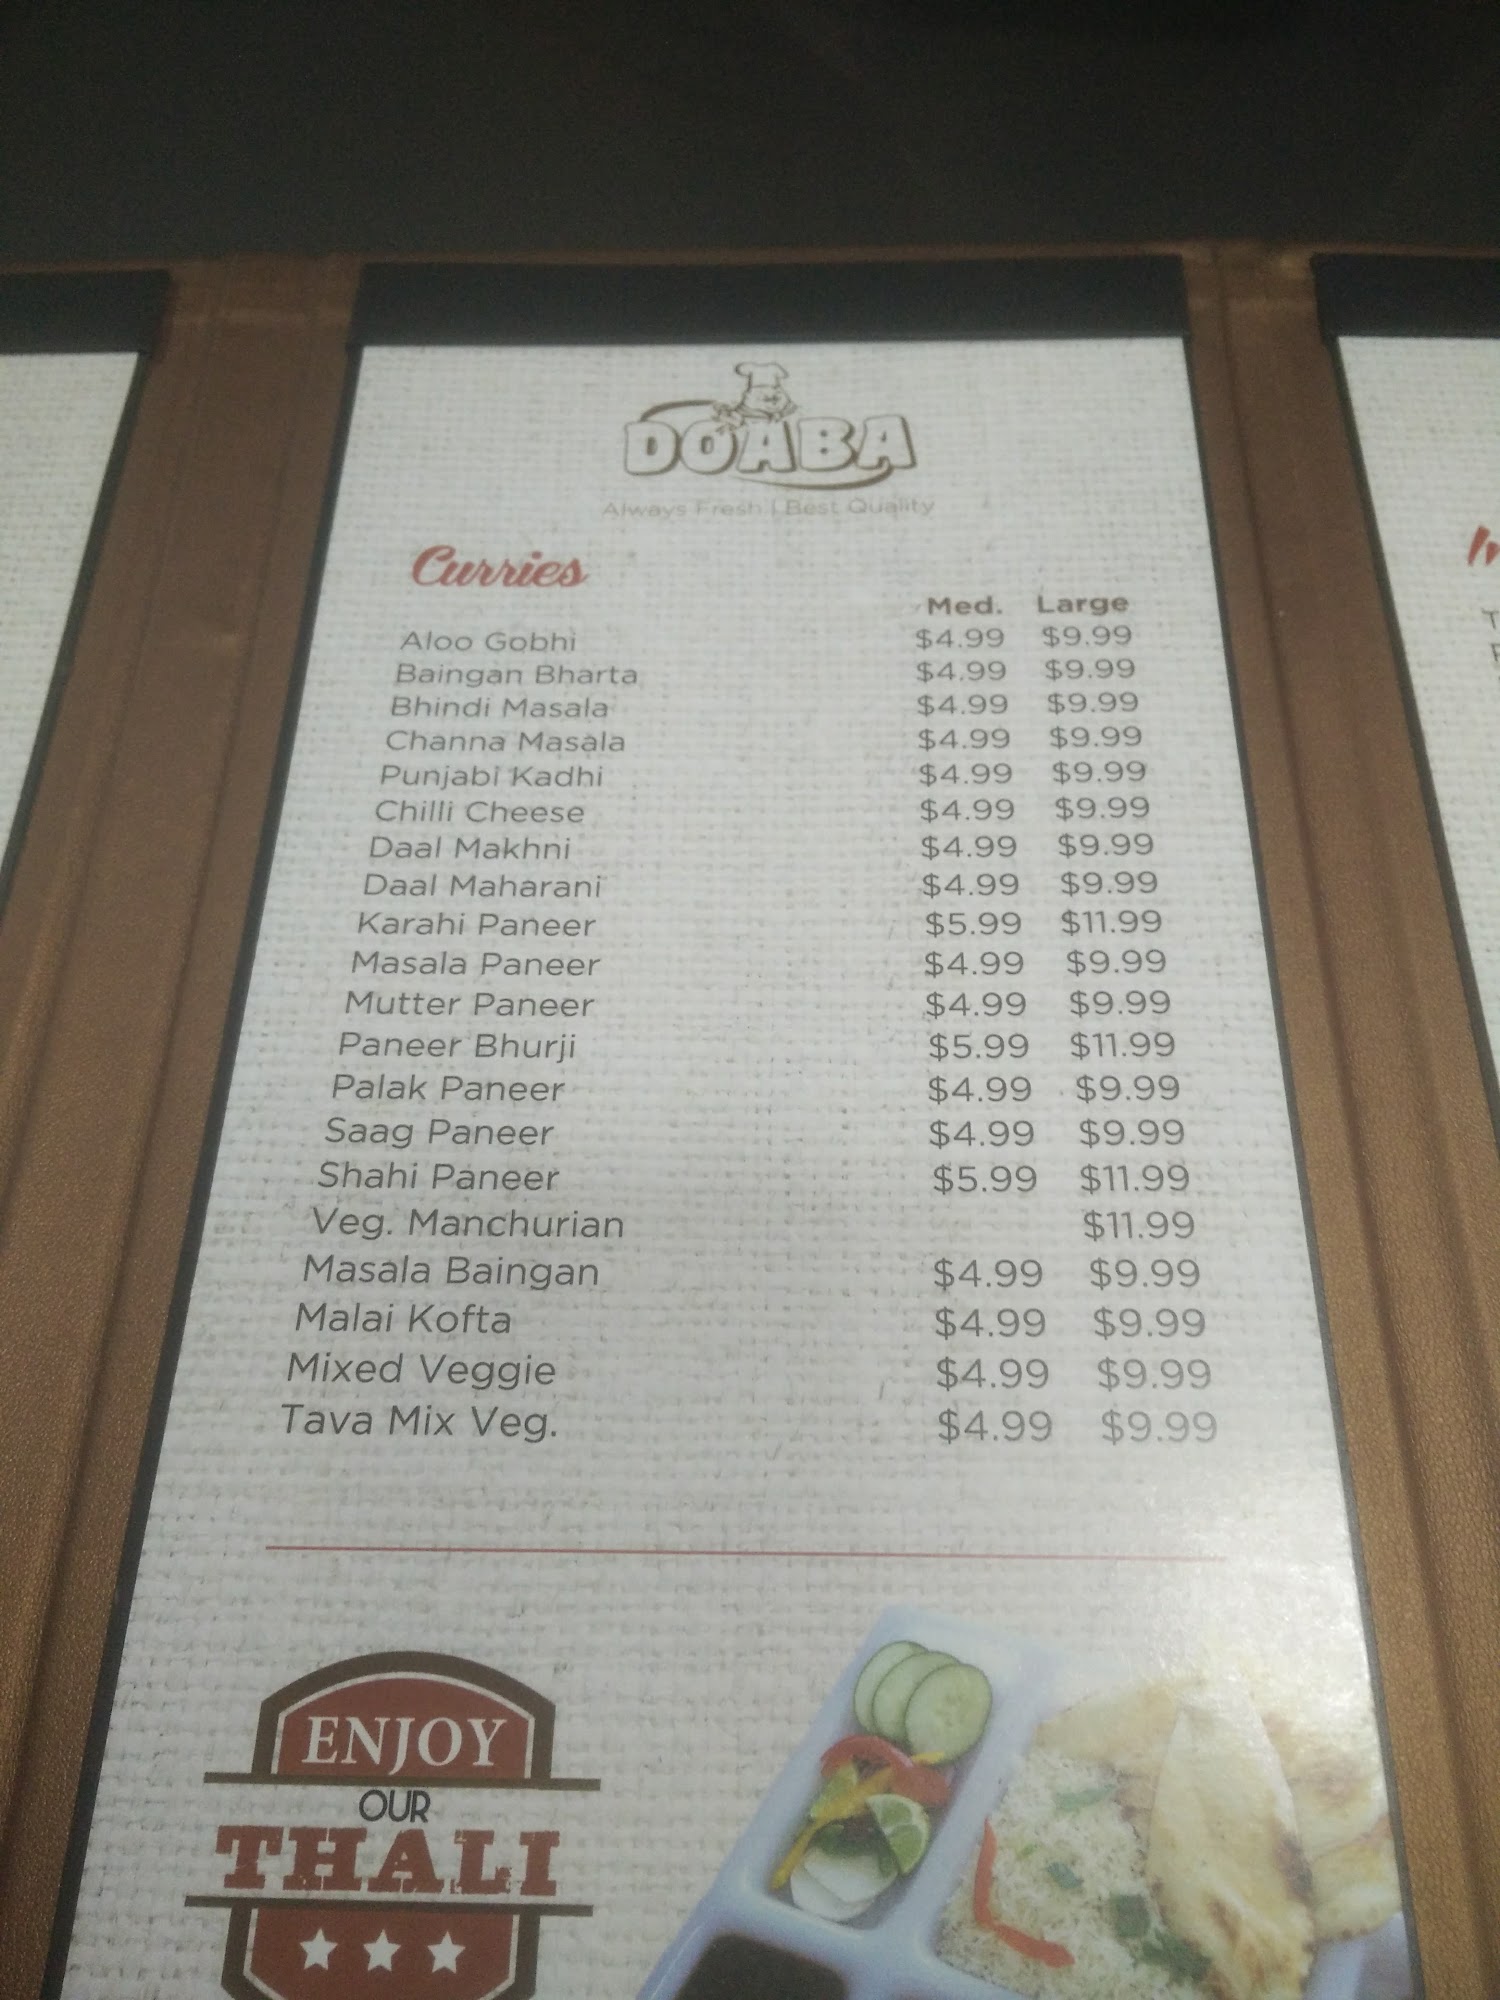 DOABA
Always Fresh | Best Quality
Curries
Med. Large
Aloo Gobhi $4.99 $9.99
Baingan Bharta $4.99 $9.99
Bhindi Masala $4.99 $9.99
Channa Masala $4.99 $9.99
Punjabi Kadhi $4.99 $9.99
Chilli Cheese $4.99 $9.99
Daal Makhni $4.99 $9.99
Daal Maharani $4.99 $9.99
Karahi Paneer $5.99 $11.99
Masala Paneer $4.99 $9.99
Mutter Paneer $4.99 $9.99
Paneer Bhurji $5.99 $11.99
Palak Paneer $4.99 $9.99
Saag Paneer $4.99 $9.99
Shahi Paneer $5.99 $11.99
Veg. Manchurian $11.99
Masala Baingan $4.99 $9.99
Malai Kofta $4.99 $9.99
Mixed Veggie $4.99 $9.99
Tava Mix Veg. $4.99 $9.99
ENJOY
OUR
THALI